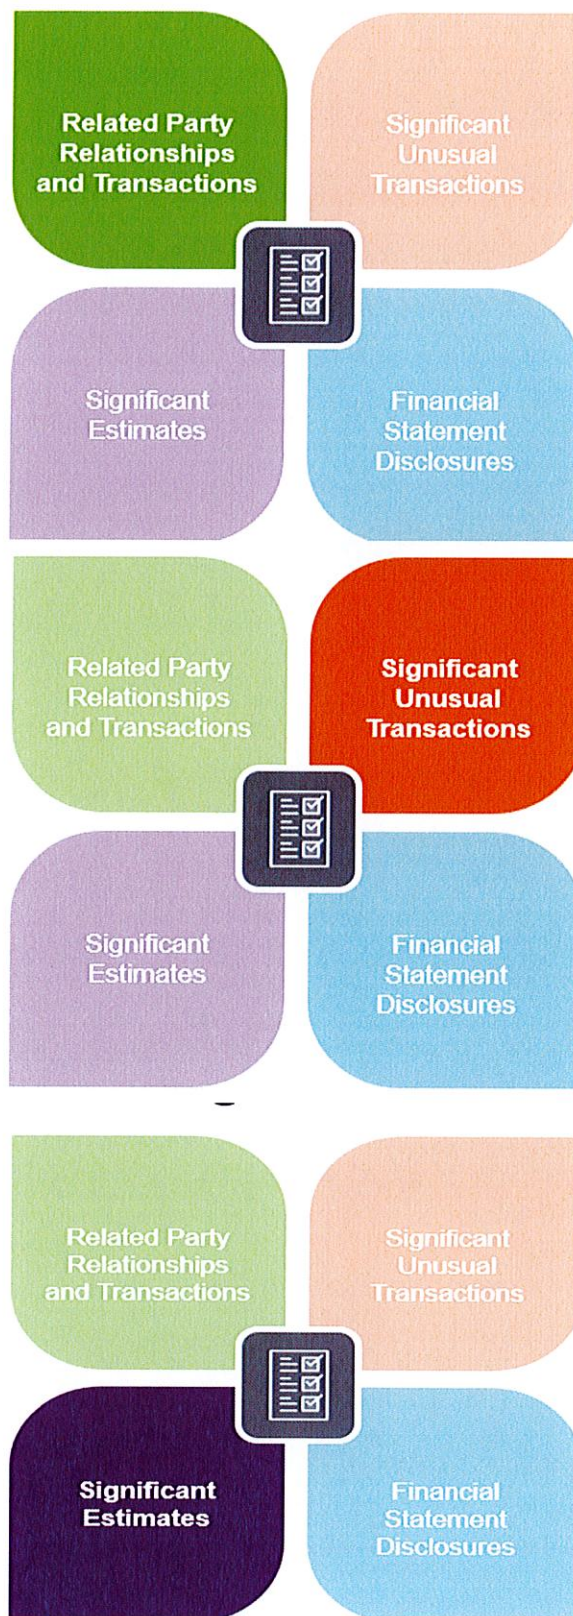 Related Party
Relationships
and Transactions
Significant
Unusual
Transactions
Significant
Estimates
Financial
Statement
Disclosures
Related Party
Relationships
and Transactions
Significant
Unusual
Transactions
Significant
Estimates
Financial
Statement
Disclosures
Related Party
Relationships
and Transactions
Significant
Unusual
Transactions
Significant
Estimates
Financial
Statement
Disclosures